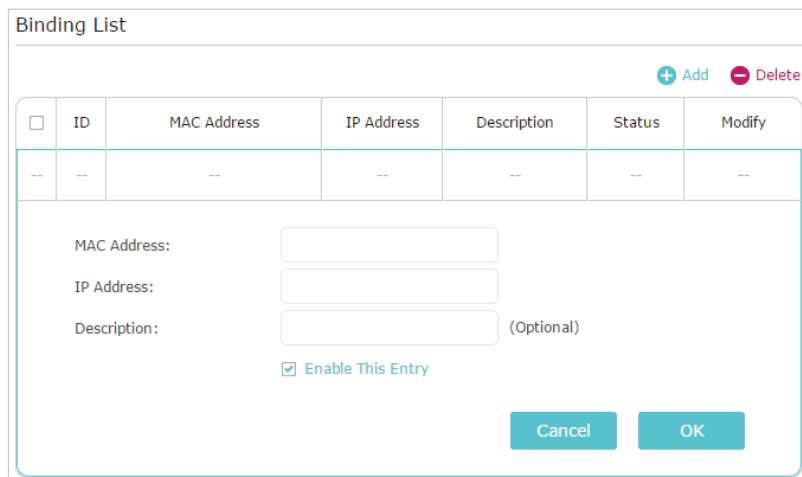 Binding List
Add Delete
ID MAC Address IP Address Description Status Modify
-- -- -- -- -- -- --
MAC Address:
IP Address:
Description: (Optional)
Enable This Entry
Cancel OK